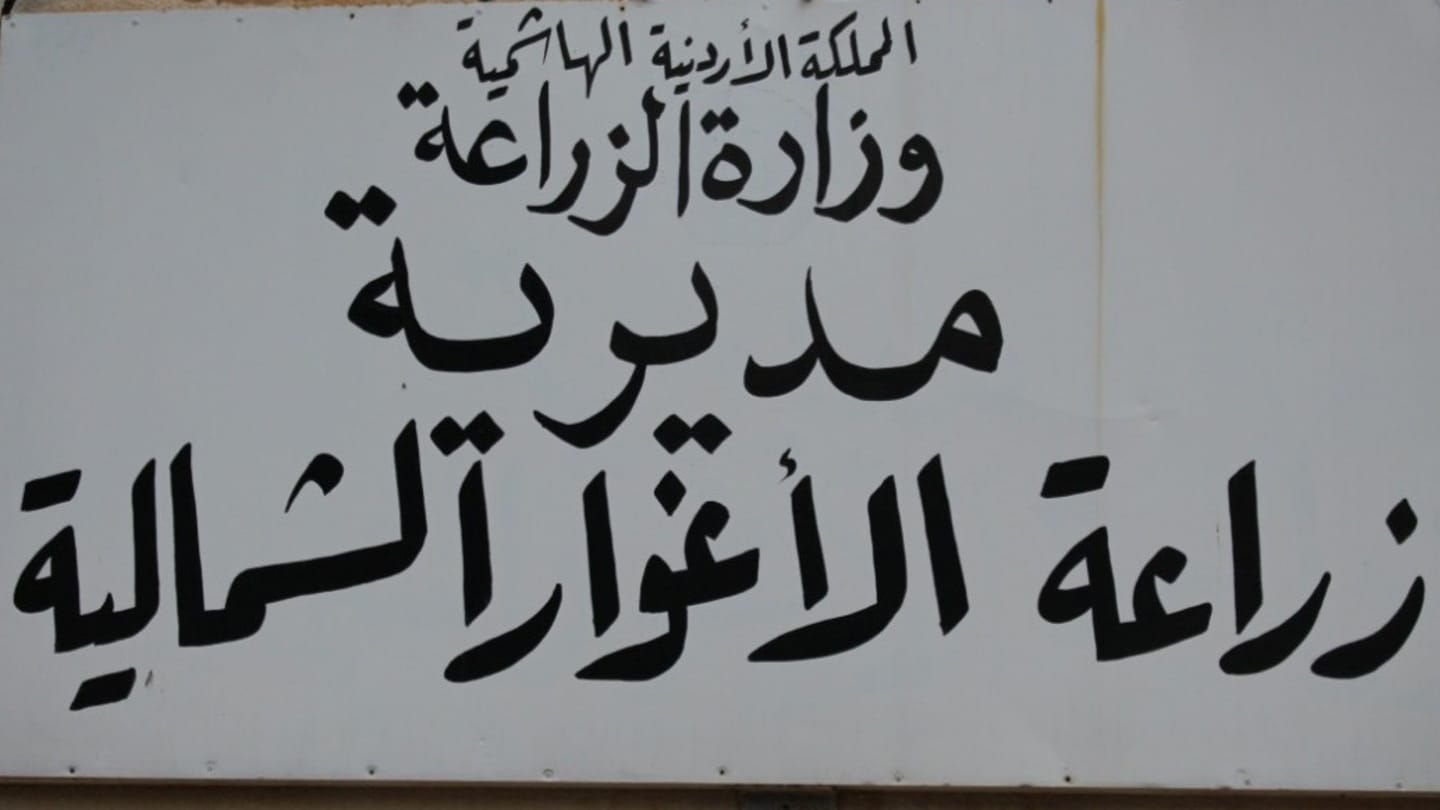 المملكة الأردنية الهاشمية
وزارة الزراعة
مديرية
زراعة الأغوار الشمالية